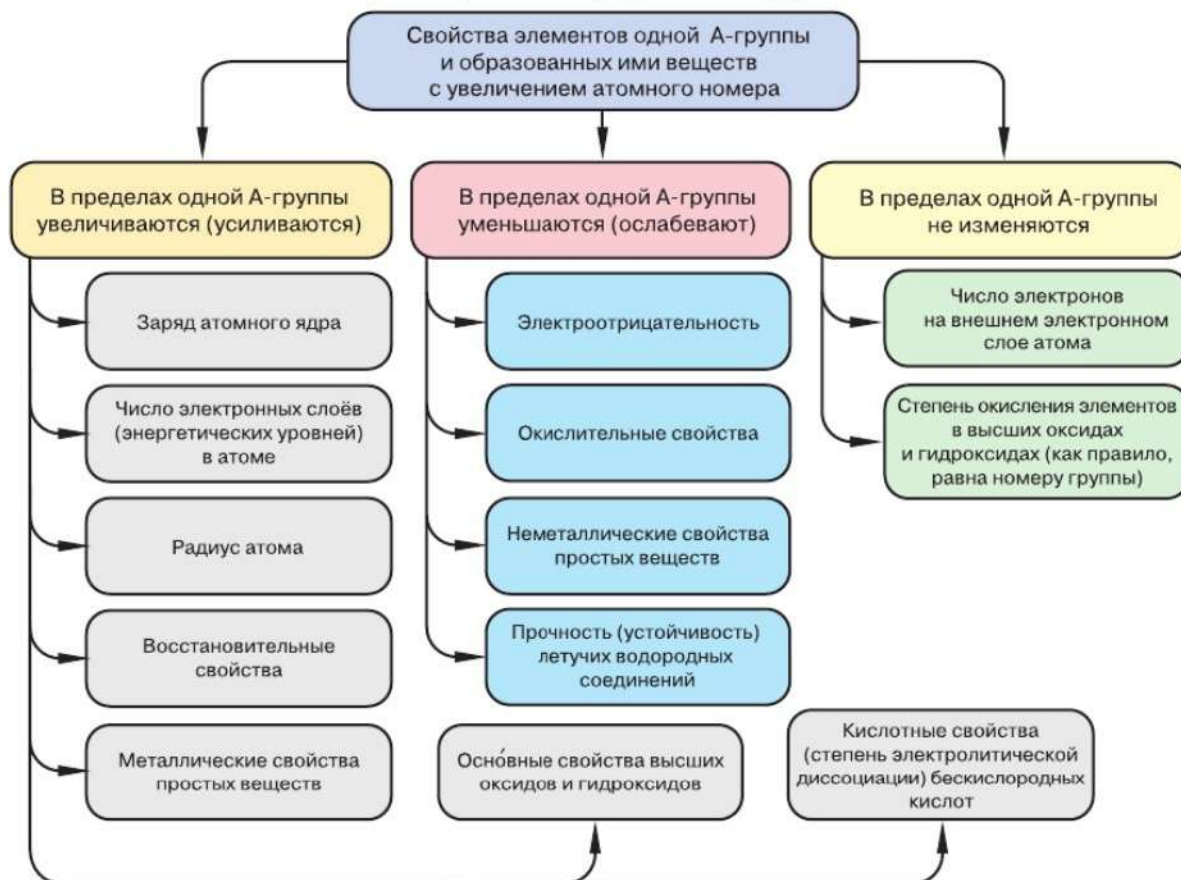 Свойства элементов одной А-группы
и образованных ими веществ
с увеличением атомного номера
В пределах одной А-группы
увеличиваются (усиливаются)
Заряд атомного ядра
Число электронных слоёв
(энергетических уровней)
в атоме
Радиус атома
Восстановительные
свойства
Металлические свойства
простых веществ
В пределах одной А-группы
уменьшаются (ослабевают)
Электроотрицательность
Окислительные свойства
Неметаллические свойства
простых веществ
Прочность (устойчивость)
летучих водородных
соединений
Осно́вные свойства высших
оксидов и гидроксидов
В пределах одной А-группы
не изменяются
Число электронов
на внешнем электронном
слое атома
Степень окисления элементов
в высших оксидах
и гидроксидах (как правило,
равна номеру группы)
Кислотные свойства
(степень электролитической
диссоциации) бескислородных
кислот